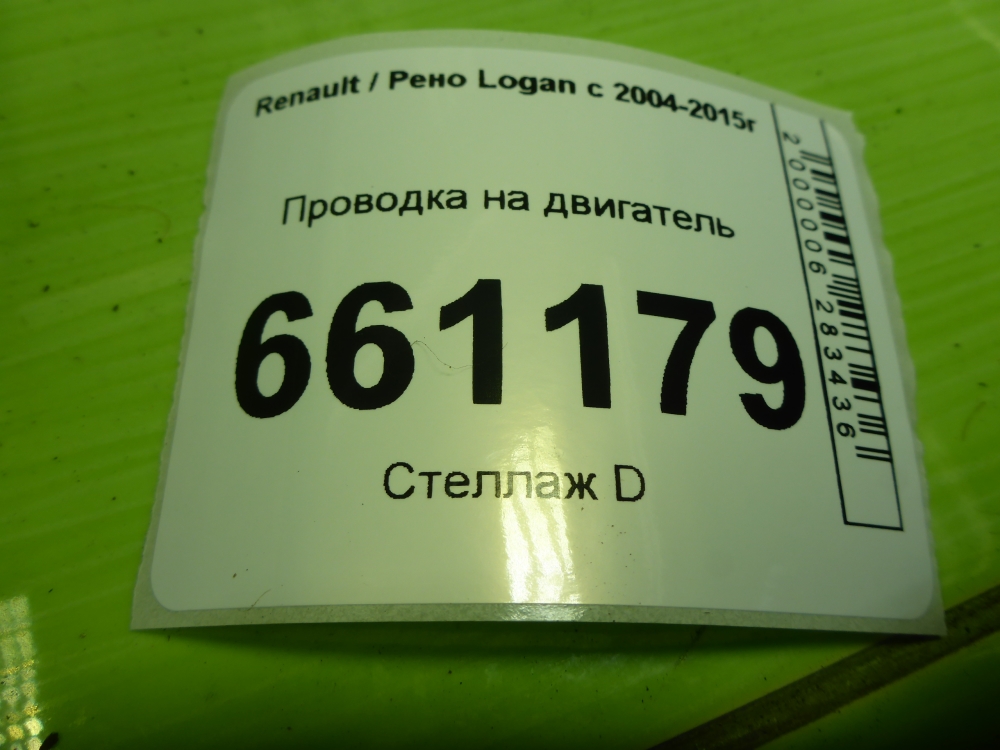 Renault / Рено Logan с 2004-2015г
Проводка на двигатель
661179
Стеллаж D
2000006283436